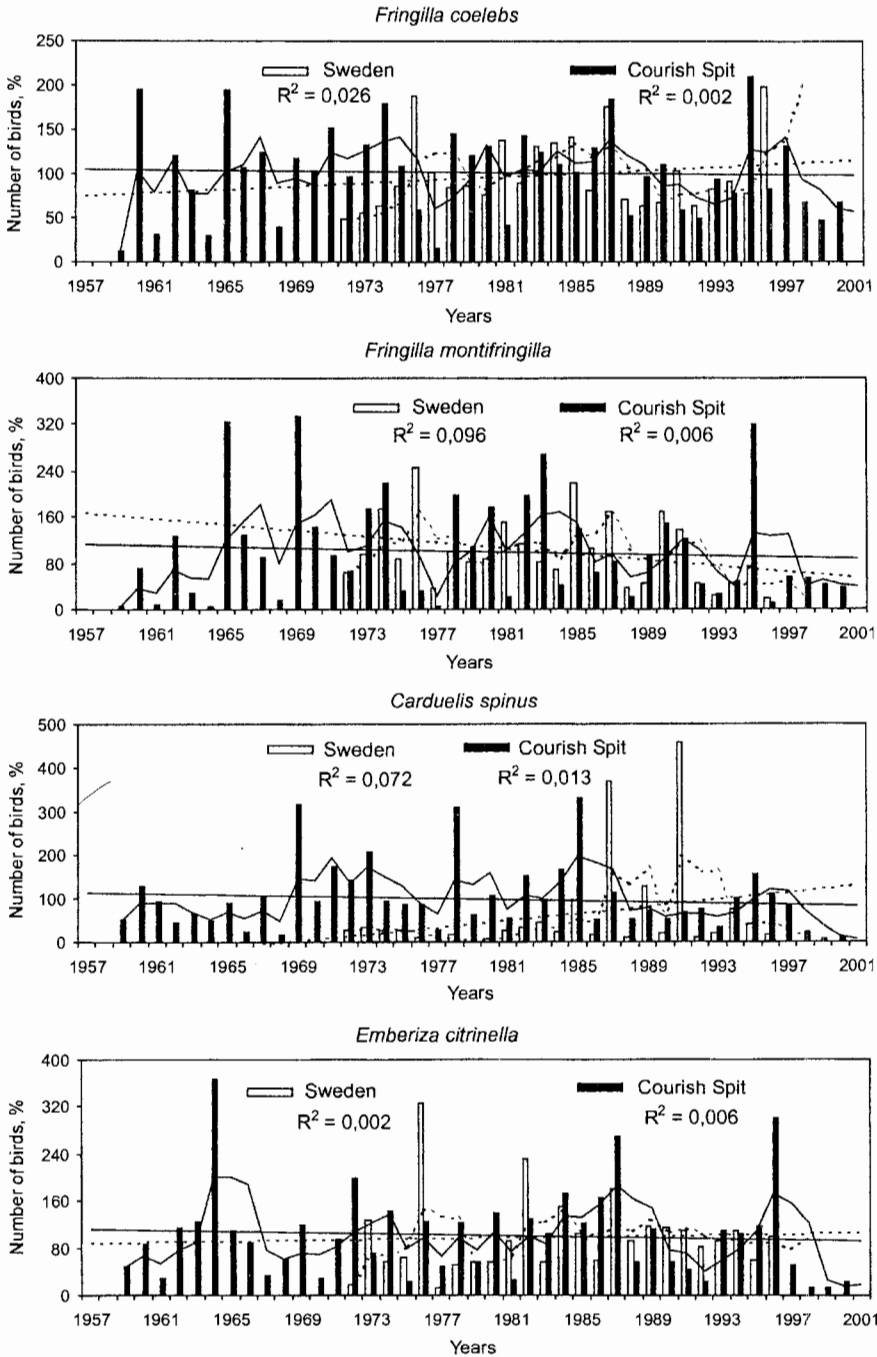 Fringilla coelebs
250
200
150
100
50
0
Number of birds, %
Sweden
R² = 0,026
Courish Spit
R² = 0,002
1957 1961 1965 1969 1973 1977 1981 1985 1989 1993 1997 2001
Years
Fringilla montifringilla
400
320
240
160
80
0
Number of birds, %
Sweden
R² = 0,096
Courish Spit
R² = 0,006
1957 1961 1965 1969 1973 1977 1981 1985 1989 1993 1997 2001
Years
Carduelis spinus
500
400
300
200
100
0
Number of birds, %
Sweden
R² = 0,072
Courish Spit
R² = 0,013
1957 1961 1965 1969 1973 1977 1981 1985 1989 1993 1997 2001
Years
Emberiza citrinella
400
320
240
160
80
0
Number of birds, %
Sweden
R² = 0,002
Courish Spit
R² = 0,006
1957 1961 1965 1969 1973 1977 1981 1985 1989 1993 1997 2001
Years